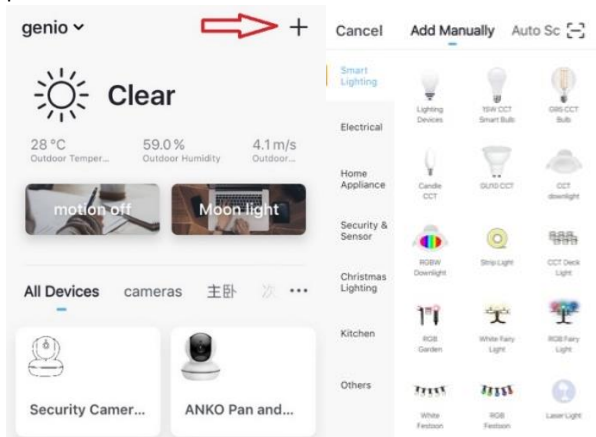 genio
Clear
28 °C
59.0 %
4.1 m/s
Outdoor Temper...
Outdoor Humidity
Outdoor...
motion off
Moon light
All Devices
cameras
主卧
次
Security Camer...
ANKO Pan and...
Cancel
Add Manually
Auto Sc
Smart
Lighting
Electrical
Home
Appliance
Security &
Sensor
Christmas
Lighting
Kitchen
Others
Lighting
Devices
15W CCT
Smart Bulb
G95 CCT
Bulb
Candle
CCT
GU10 CCT
CCT
downlight
RGBW
Downlight
Strip Light
CCT Deck
Light
RGB
Garden
White Fairy
Light
RGB Fairy
Light
White
Festoon
RGB
Festoon
Laser Light